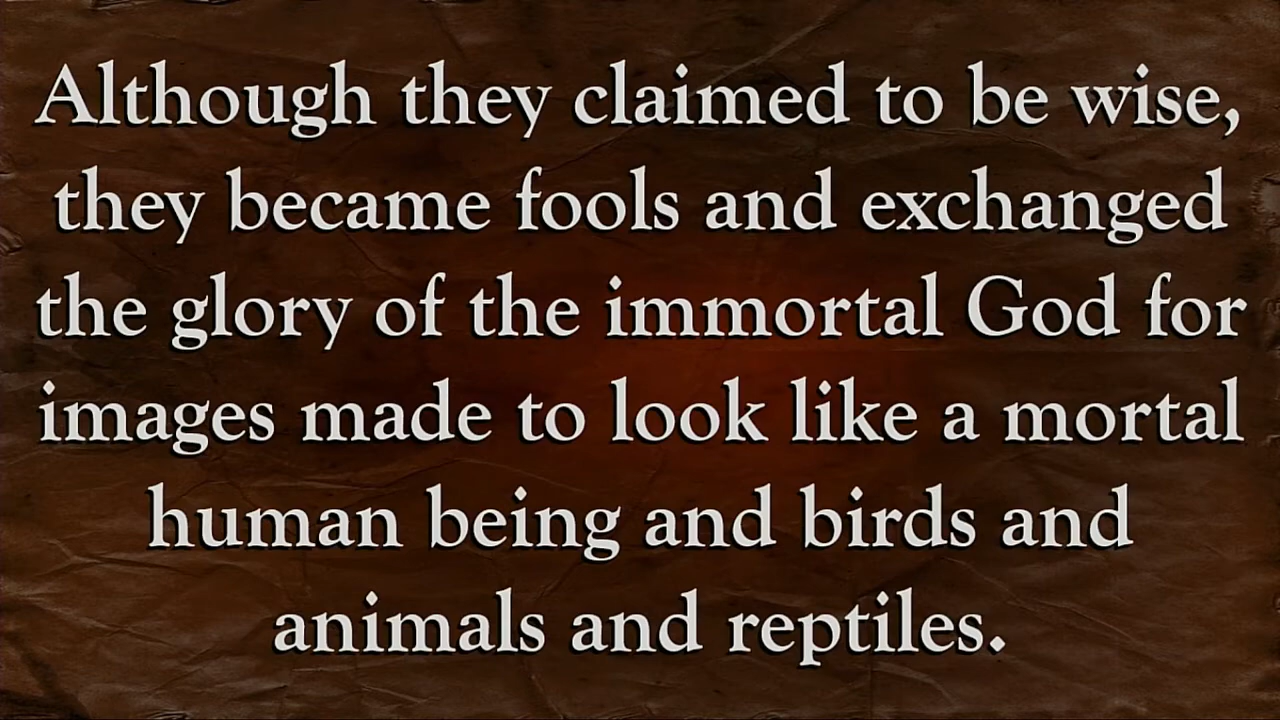 Although they claimed to be wise,
they became fools and exchanged
the glory of the immortal God for
images made to look like a mortal
human being and birds and
animals and reptiles.